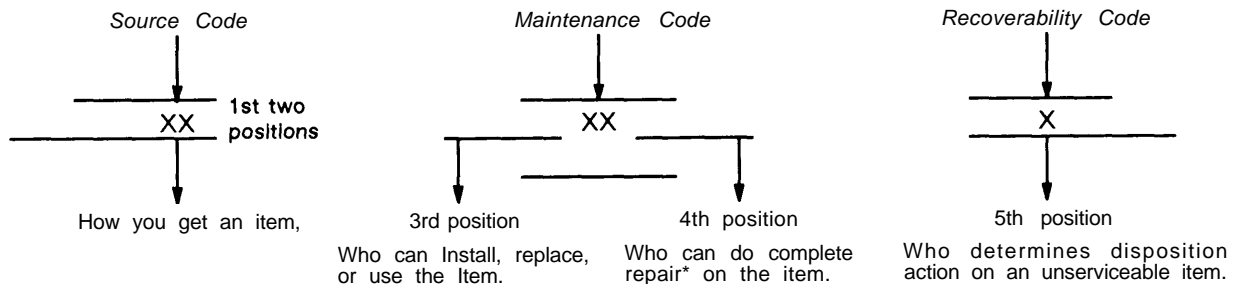 Source Code
1st two
XX
positions
How you get an item,
Maintenance Code
XX
3rd position
Who can Install, replace,
or use the Item.
4th position
Who can do complete
repair* on the item.
Recoverability Code
X
5th position
Who determines disposition
action on an unserviceable item.